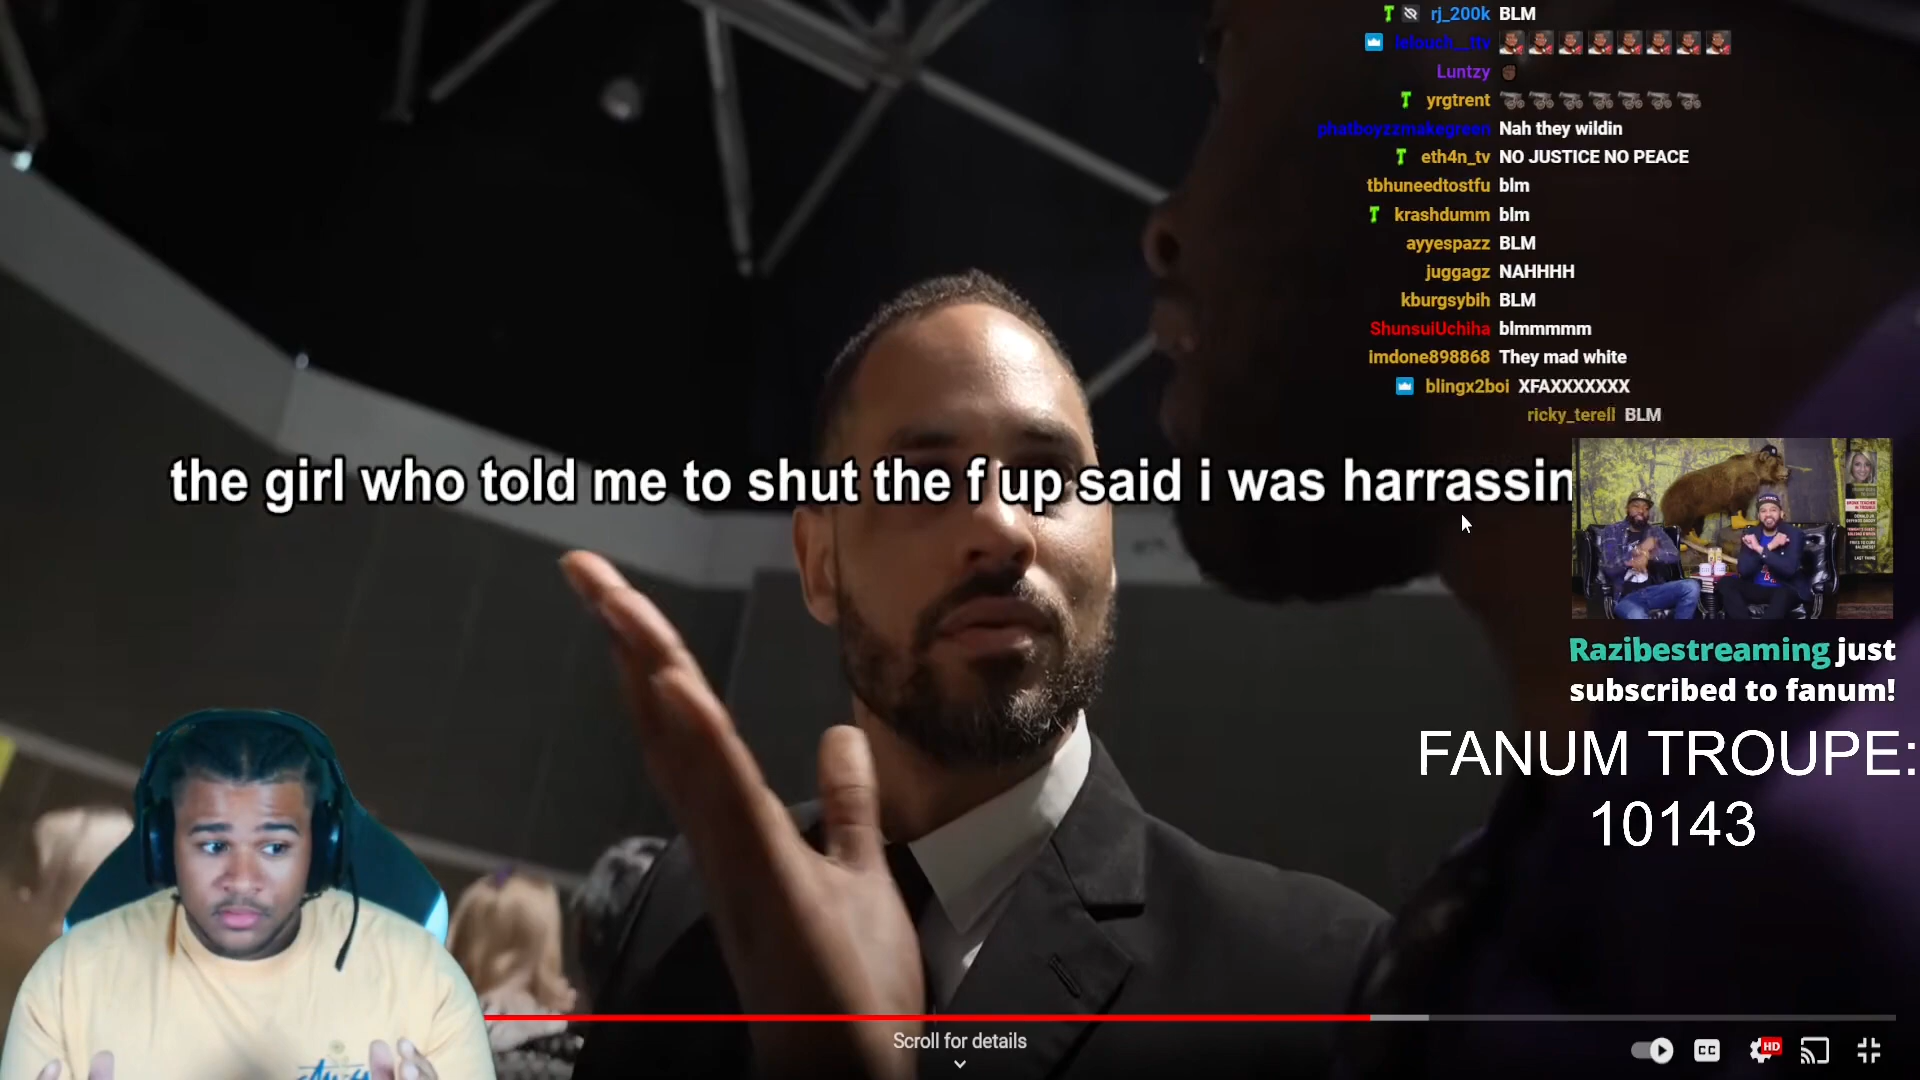 rj_200k BLM
lelouch__ttv
Luntzy
yrgtrent
phatboyzzmakegreen Nah they wildin
eth4n_tv NO JUSTICE NO PEACE
tbhuneedtostfu blm
krashdumm blm
ayyespazz BLM
juggagz NAHHHH
kburgsybih BLM
ShunsuiUchiha blmmmmm
imdone898868 They mad white
blingx2boi XFAXXXXXXX
ricky_terell BLM
the girl who told me to shut the f up said i was harrassin
Razibestreaming just
subscribed to fanum!
FANUM TROUPE:
10143
Scroll for details
CC
HD